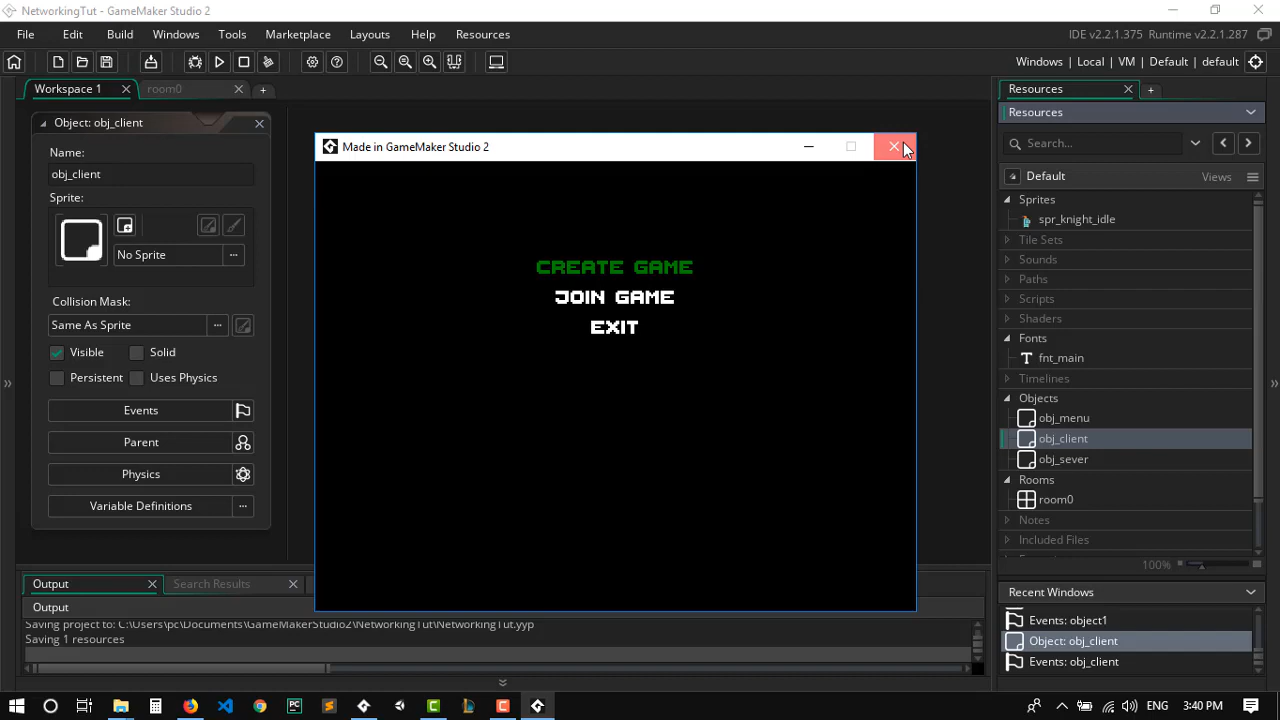 NetworkingTut - GameMaker Studio 2
File Edit Build Windows Tools Marketplace Layouts Help Resources
IDE v2.2.1.375 Runtime v2.2.1.287
Windows | Local | VM | Default | default
Workspace 1
room0
Object: obj_client
Name:
obj_client
Sprite:
No Sprite
Collision Mask:
Same As Sprite
Visible
Solid
Persistent
Uses Physics
Events
Parent
Physics
Variable Definitions
Made in GameMaker Studio 2
CREATE GAME
JOIN GAME
EXIT
Output
Search Results
Output
Saving project to: C:\Users\pc\Documents\GameMakerStudio2\NetworkingTut\NetworkingTut.yyp
Saving 1 resources
Resources
Resources
Search...
Default
Views
Sprites
spr_knight_idle
Tile Sets
Sounds
Paths
Scripts
Shaders
Fonts
fnt_main
Timelines
Objects
obj_menu
obj_client
obj_sever
Rooms
room0
Notes
Included Files
100%
Recent Windows
Events: object1
Object: obj_client
Events: obj_client
ENG
3:40 PM